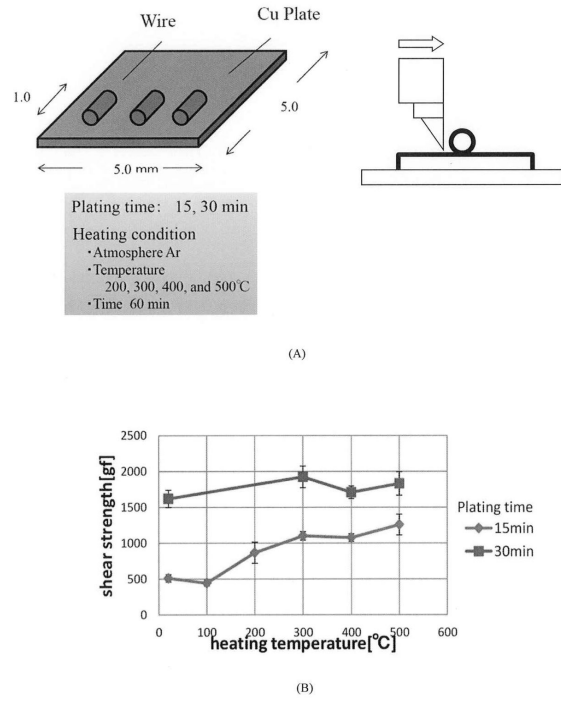 Wire
Cu Plate
1.0
5.0
5.0 mm
Plating time: 15, 30 min
Heating condition
・Atmosphere Ar
・Temperature
200, 300, 400, and 500℃
・Time 60 min
(A)
shear strength[gf]
2500
2000
1500
1000
500
0
0 100 200 300 400 500 600
heating temperature[℃]
Plating time
15min
30min
(B)